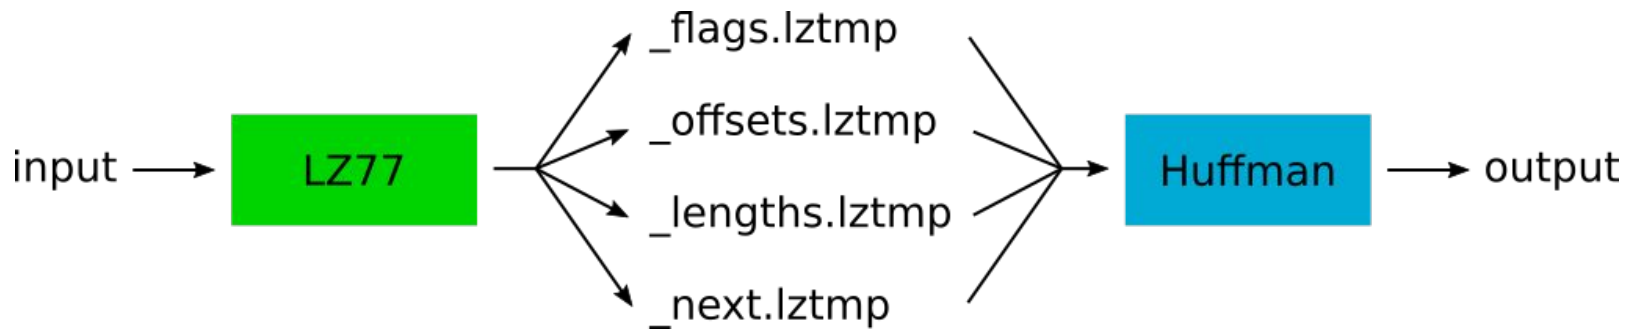 input
LZ77
_flags.lztmp
_offsets.lztmp
_lengths.lztmp
_next.lztmp
Huffman
output